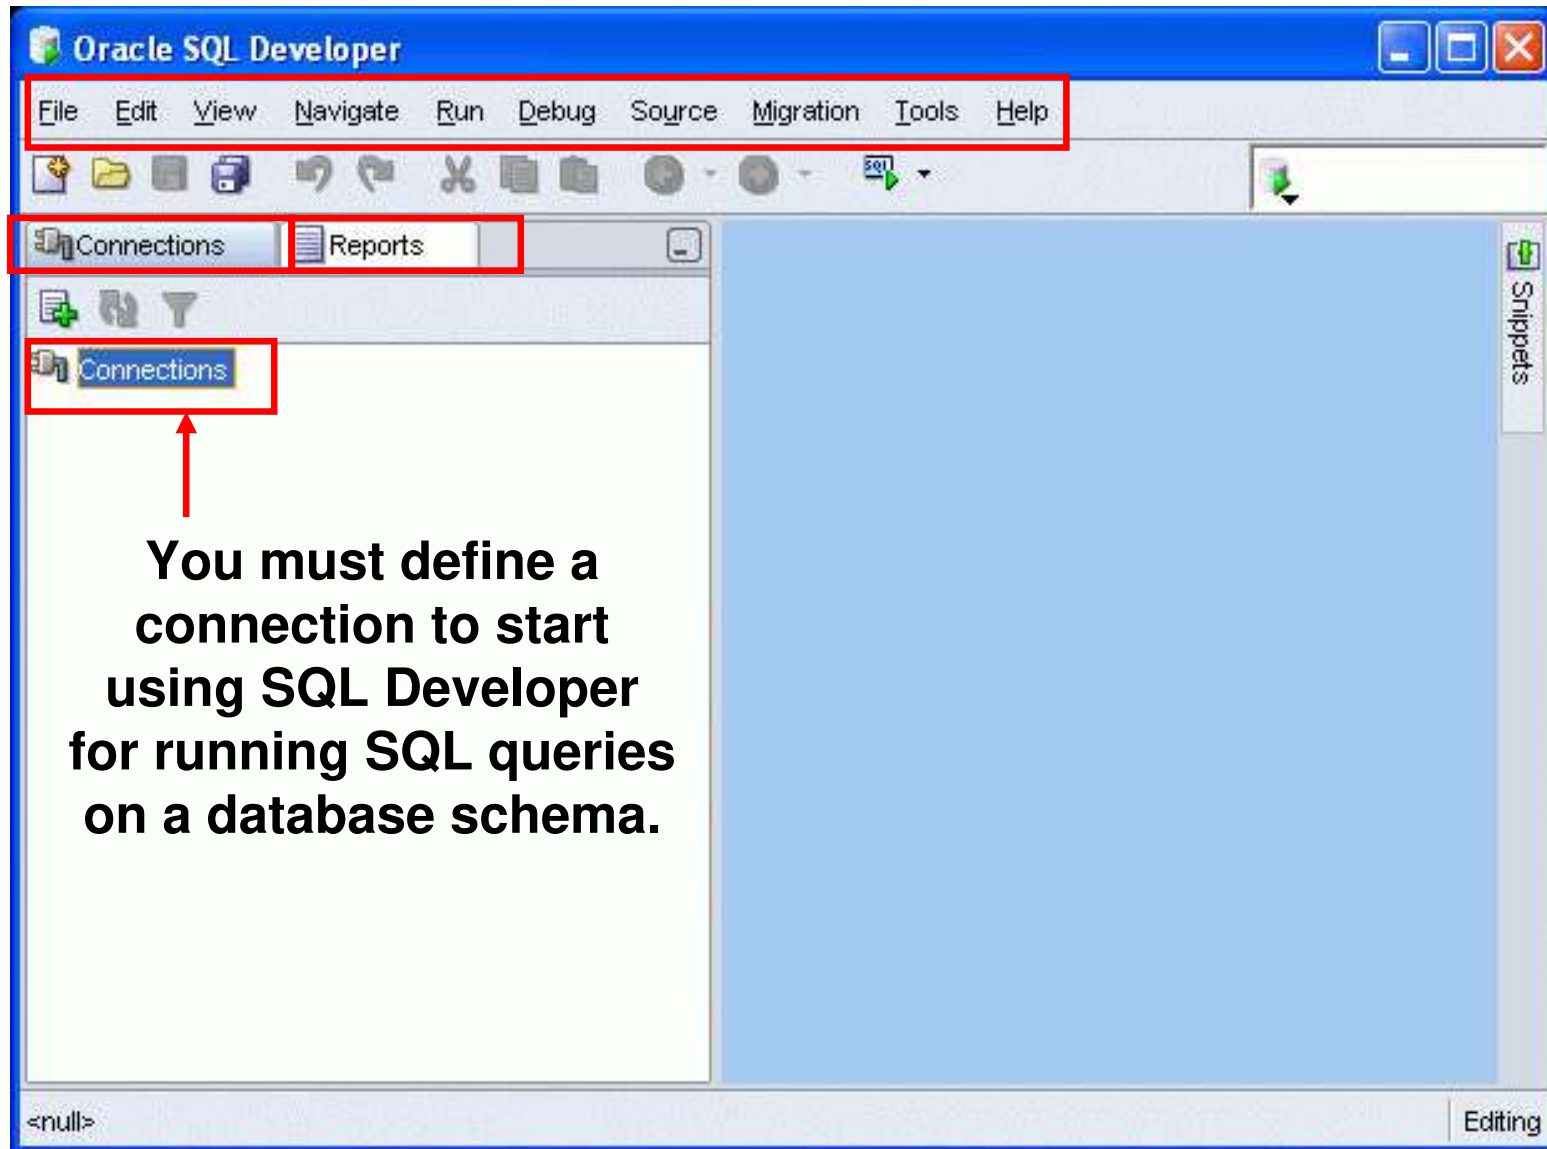 Oracle SQL Developer
File Edit View Navigate Run Debug Source Migration Tools Help
SQL
Connections Reports
Snippets
Connections
You must define a
connection to start
using SQL Developer
for running SQL queries
on a database schema.
<null> Editing